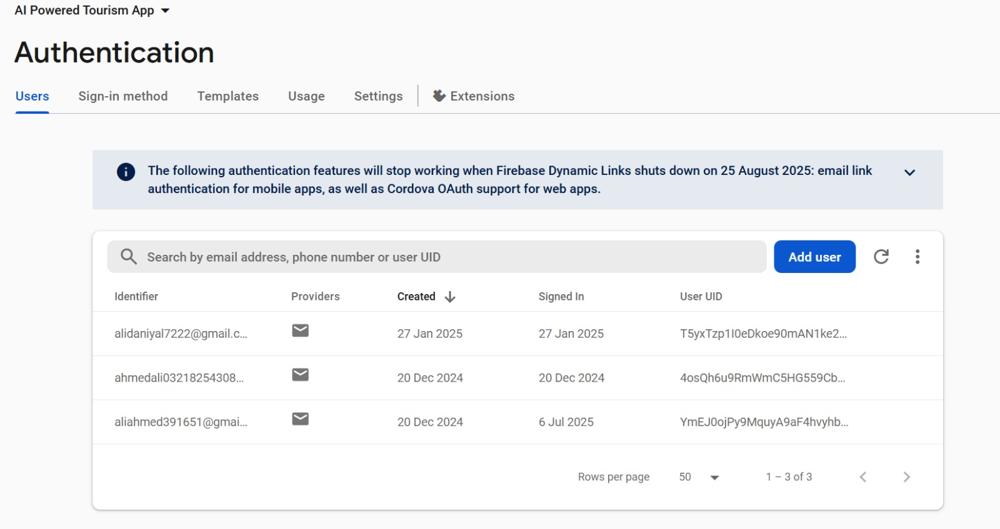 AI Powered Tourism App
Authentication
Users Sign-in method Templates Usage Settings Extensions
The following authentication features will stop working when Firebase Dynamic Links shuts down on 25 August 2025: email link
authentication for mobile apps, as well as Cordova OAuth support for web apps.
Search by email address, phone number or user UID Add user
Identifier Providers Created Signed In User UID
alidaniyal7222@gmail.c... 27 Jan 2025 27 Jan 2025 T5yxTzp1I0eDkoe90mAN1ke2...
ahmedali03218254308... 20 Dec 2024 20 Dec 2024 4osQh6u9RmWmC5HG559Cb...
aliahmed391651@gmai... 20 Dec 2024 6 Jul 2025 YmEJ0ojPy9MquyA9aF4hvyhb...
Rows per page 50 1 – 3 of 3